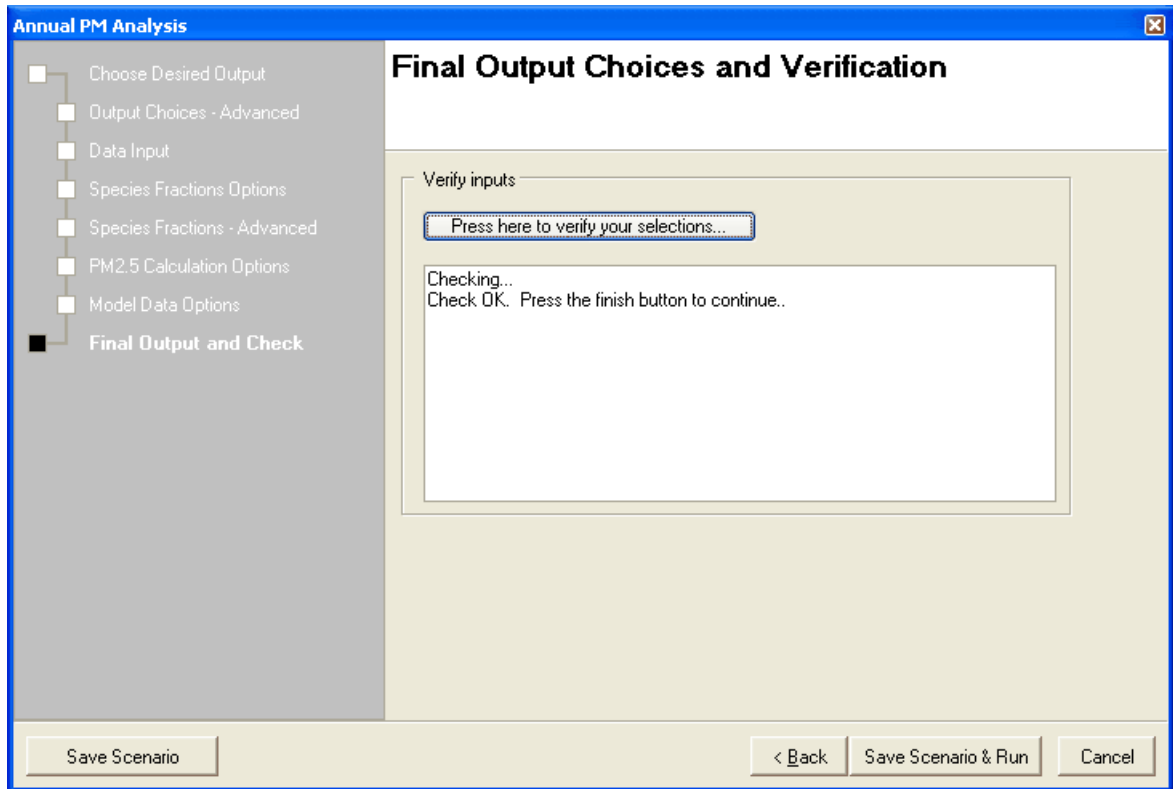 Annual PM Analysis
Choose Desired Output
Output Choices - Advanced
Data Input
Species Fractions Options
Species Fractions - Advanced
PM2.5 Calculation Options
Model Data Options
Final Output and Check
Final Output Choices and Verification
Verify inputs
Press here to verify your selections...
Checking...
Check OK. Press the finish button to continue..
Save Scenario
< Back
Save Scenario & Run
Cancel